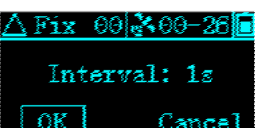 Fix 00 00-26
Interval: 1s
OK Cancel